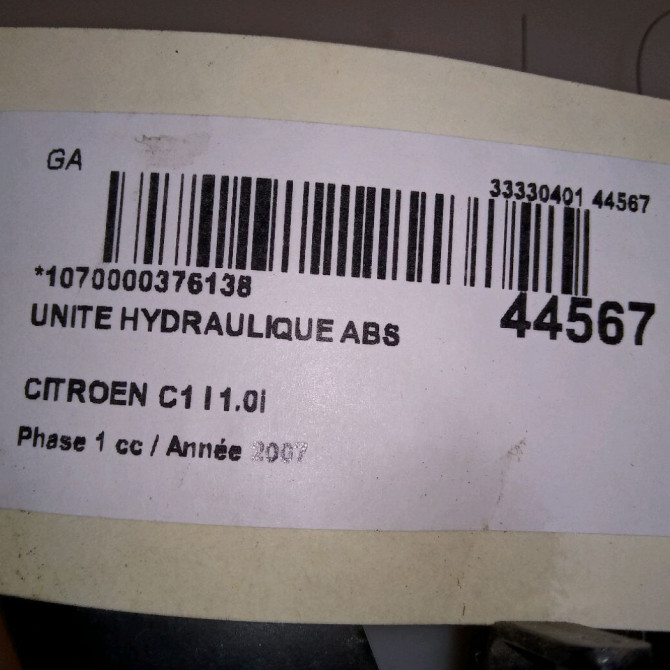 GA
33330401 44567
*1070000376138
44567
UNITE HYDRAULIQUE ABS
CITROEN C1 I 1.0i
Phase 1 cc / Année 2007